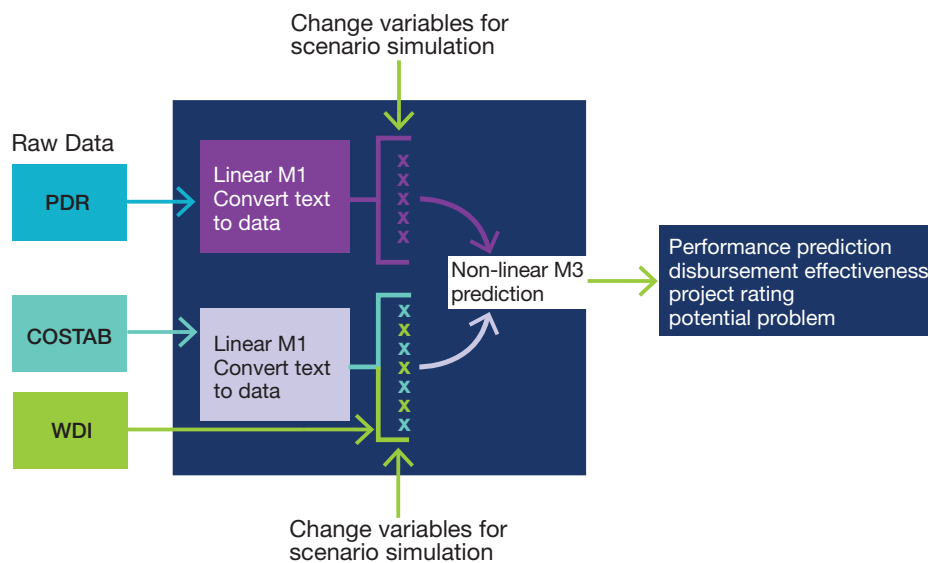 Change variables for
scenario simulation
Raw Data
PDR
Linear M1
Convert text
to data
x
x
x
x
x
Non-linear M3
prediction
Performance prediction
disbursement effectiveness
project rating
potential problem
COSTAB
Linear M1
Convert text
to data
x
x
x
x
x
x
x
WDI
Change variables for
scenario simulation